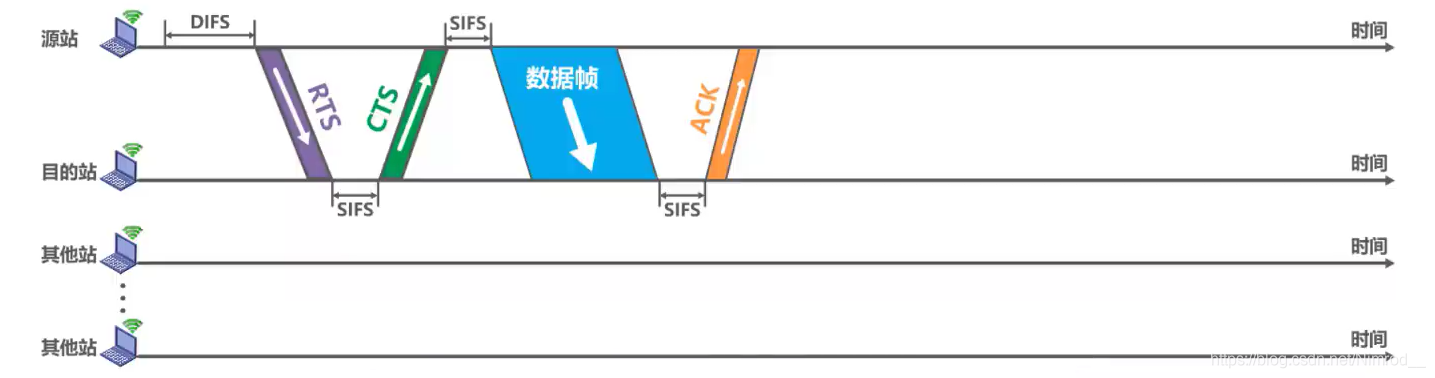 源站
DIFS
SIFS
时间
RTS
CTS
数据帧
ACK
目的站
时间
SIFS
SIFS
其他站
时间
其他站
时间
https://blog.csdn.net/Nimrod__